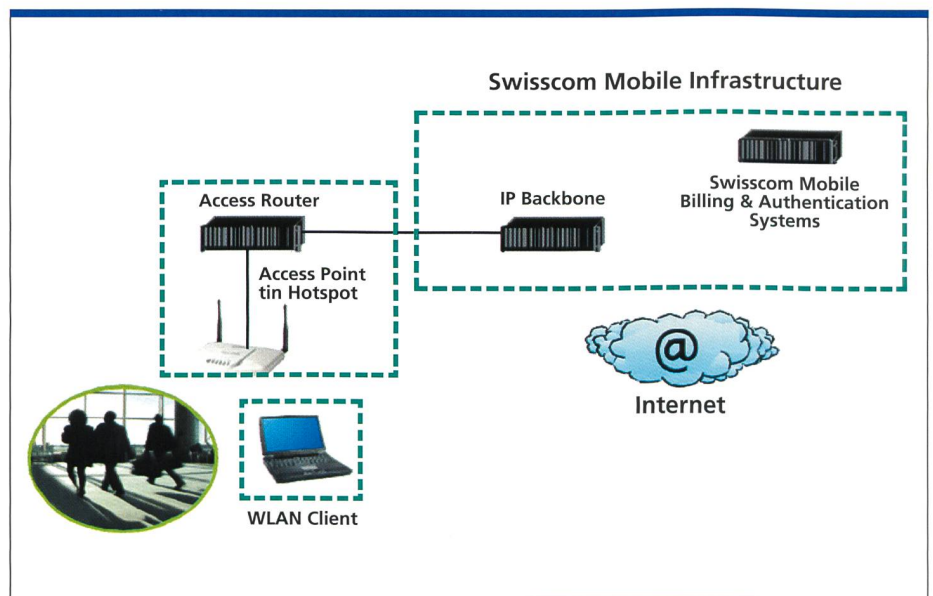 Swisscom Mobile Infrastructure
Swisscom Mobile
Billing & Authentication
Systems
IP Backbone
Access Router
Access Point
tin Hotspot
@
Internet
WLAN Client